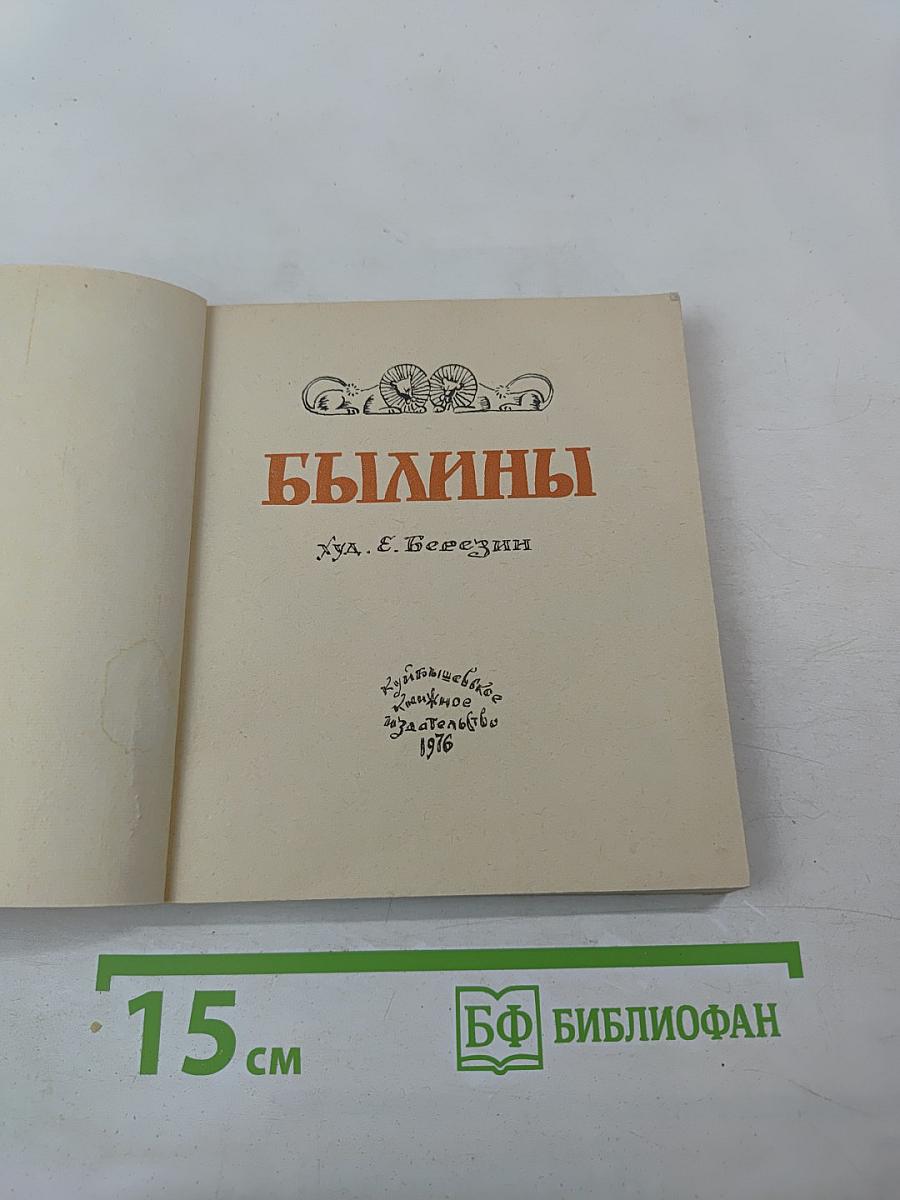 БЫЛИНЫ
худ. Е. Березин
Куйбышевское
Книжное
издательство
1976
15 см
БФ БИБЛИОФАН